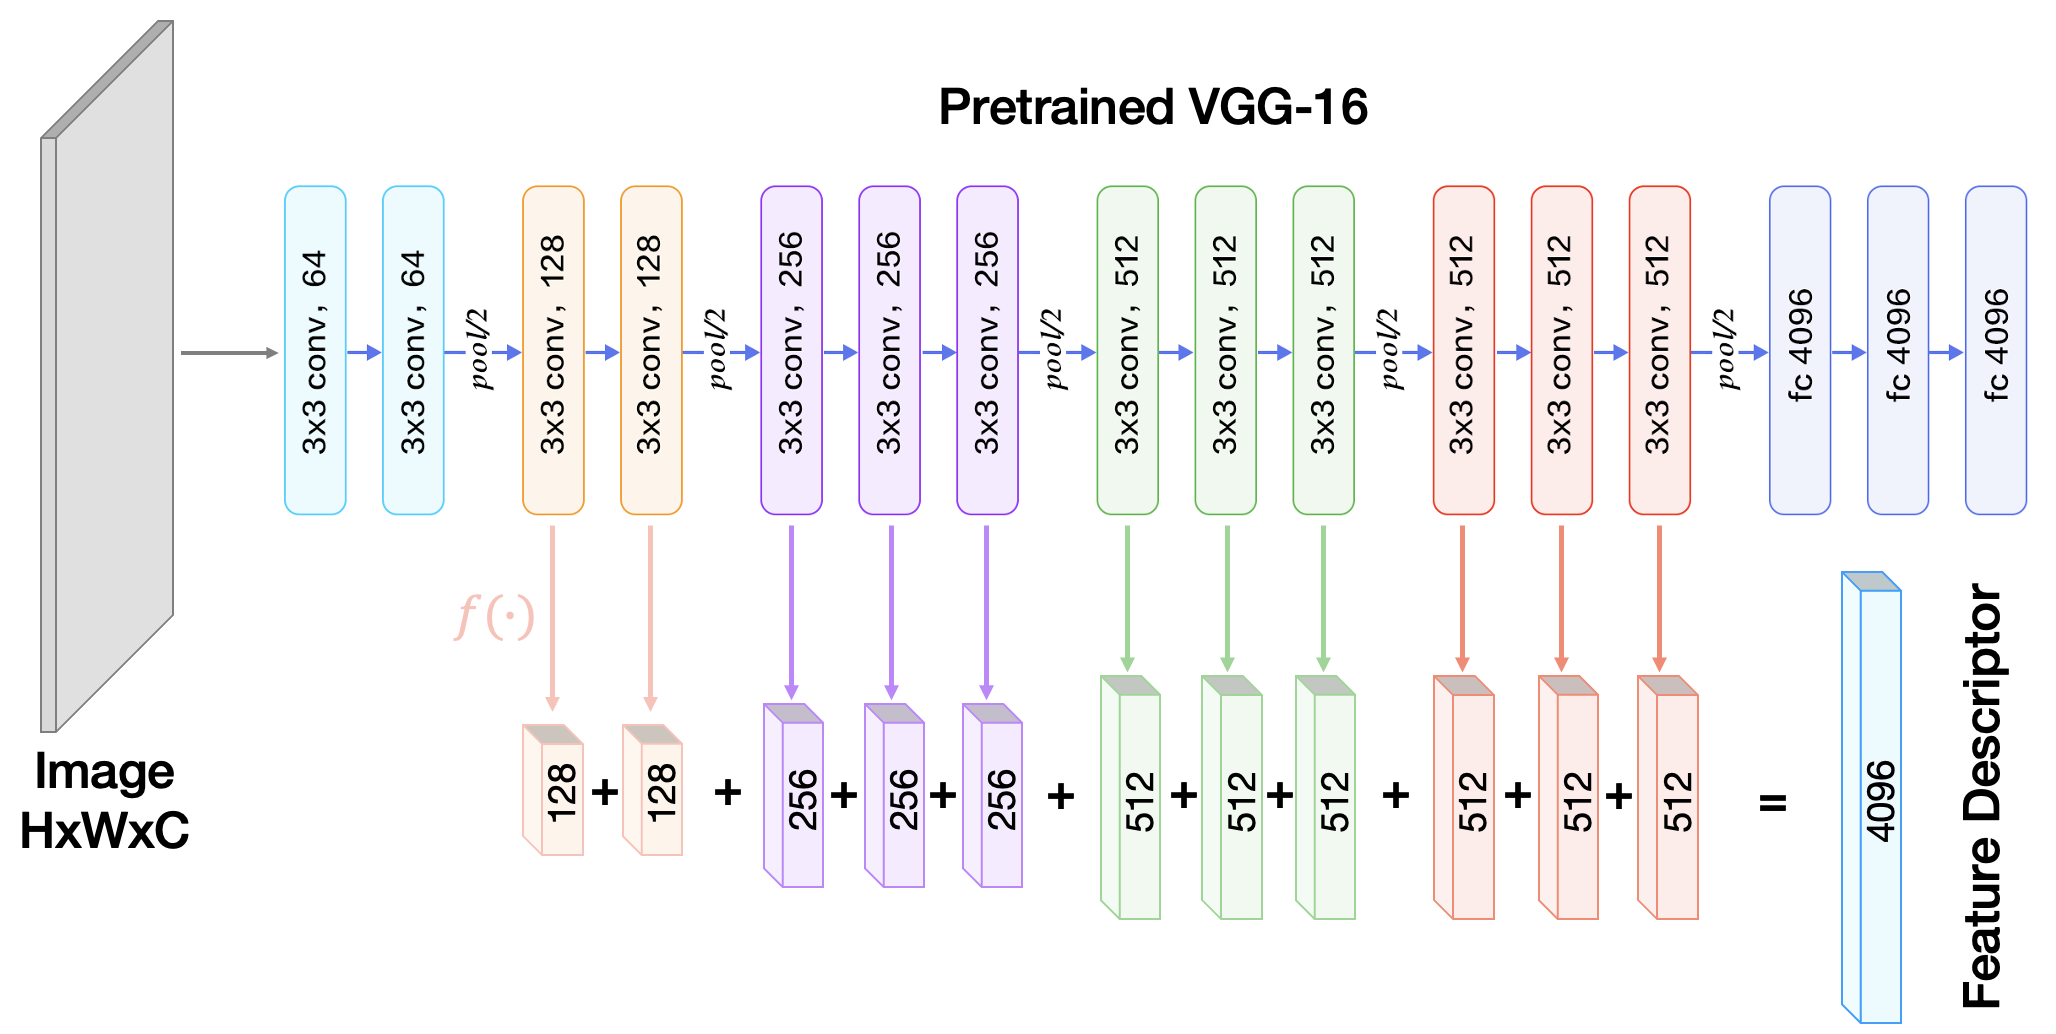 Pretrained VGG-16
3x3 conv, 64
3x3 conv, 64
pool/2
3x3 conv, 128
3x3 conv, 128
pool/2
3x3 conv, 256
3x3 conv, 256
3x3 conv, 256
pool/2
3x3 conv, 512
3x3 conv, 512
3x3 conv, 512
pool/2
3x3 conv, 512
3x3 conv, 512
3x3 conv, 512
pool/2
fc 4096
fc 4096
fc 4096
f(·)
Image
HxWxC
128 + 128 + 256 + 256 + 256 + 512 + 512 + 512 + 512 + 512 + 512 = 4096
Feature Descriptor